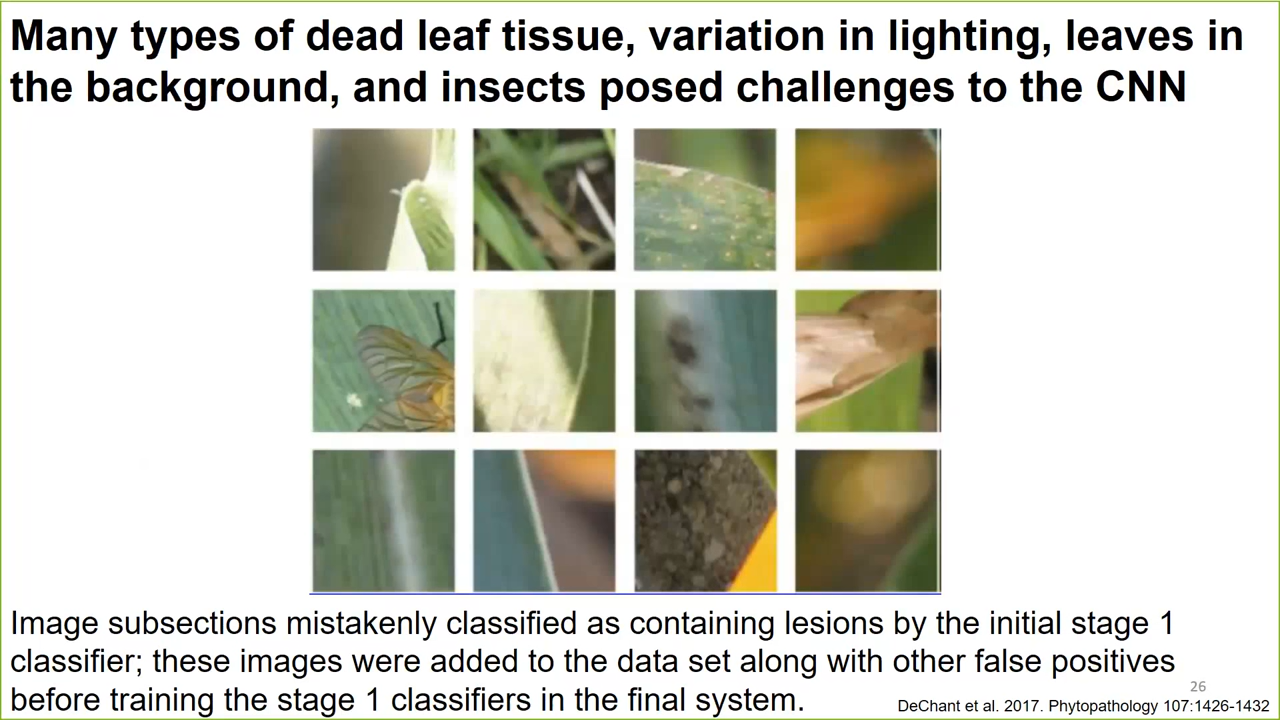 Many types of dead leaf tissue, variation in lighting, leaves in
the background, and insects posed challenges to the CNN
Image subsections mistakenly classified as containing lesions by the initial stage 1
classifier; these images were added to the data set along with other false positives
before training the stage 1 classifiers in the final system.
26
DeChant et al. 2017. Phytopathology 107:1426-1432